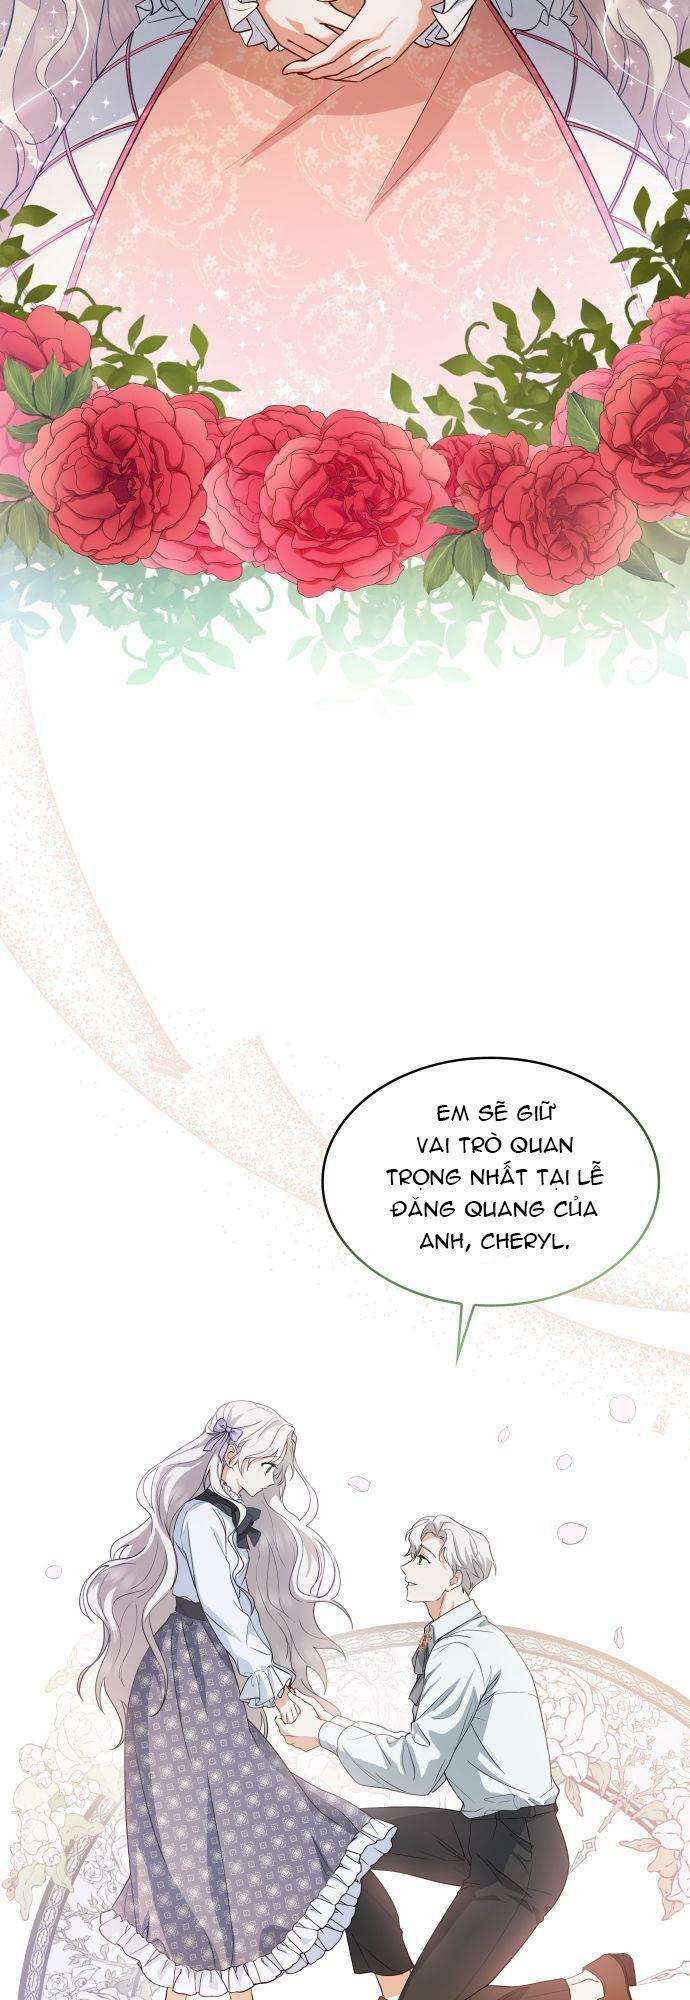 EM SẼ GIỮ
VAI TRÒ QUAN
TRỌNG NHẤT TẠI LỄ
ĐĂNG QUANG CỦA
ANH, CHERYL.